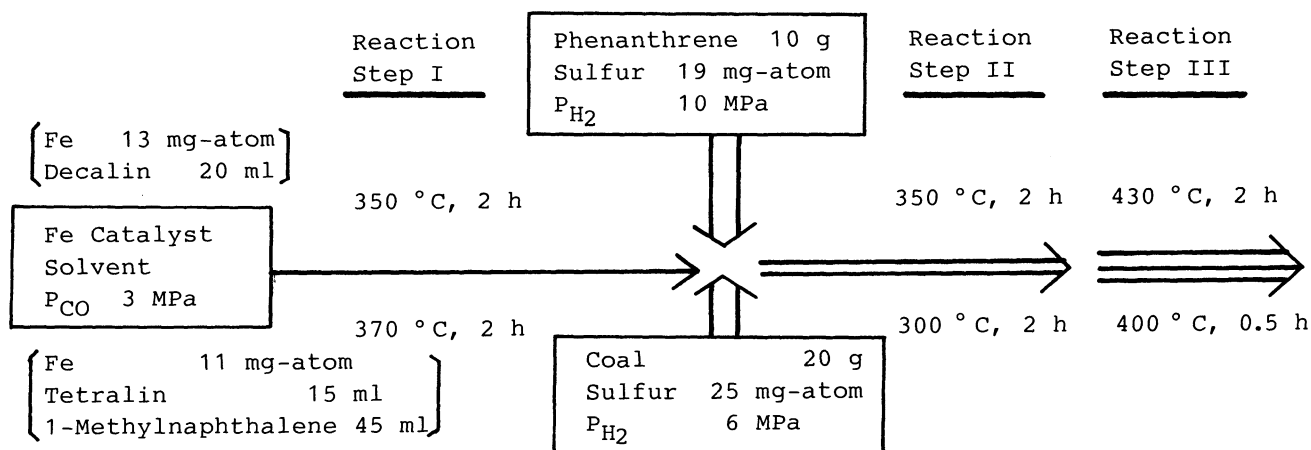 Reaction
Step I
Phenanthrene 10 g
Sulfur 19 mg-atom
PH2 10 MPa
Reaction
Step II
Reaction
Step III
Fe 13 mg-atom
Decalin 20 ml
350 °C, 2 h
350 °C, 2 h
430 °C, 2 h
Fe Catalyst
Solvent
PCO 3 MPa
370 °C, 2 h
300 °C, 2 h
400 °C, 0.5 h
Fe 11 mg-atom
Tetralin 15 ml
1-Methylnaphthalene 45 ml
Coal 20 g
Sulfur 25 mg-atom
PH2 6 MPa